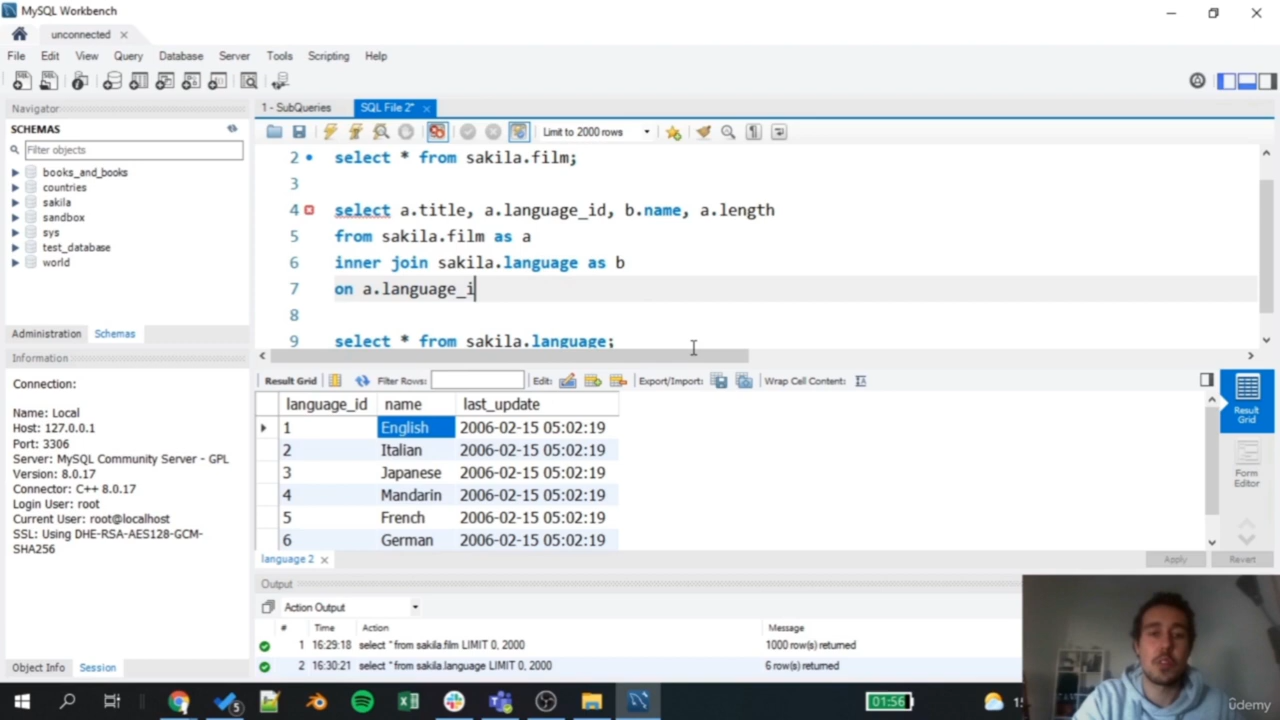 MySQL Workbench
unconnected
File Edit View Query Database Server Tools Scripting Help
Navigator
SCHEMAS
Filter objects
books_and_books
countries
sakila
sandbox
sys
test_database
world
Administration Schemas
Information
Connection:
Name: Local
Host: 127.0.0.1
Port: 3306
Server: MySQL Community Server - GPL
Version: 8.0.17
Connector: C++ 8.0.17
Login User: root
Current User: root@localhost
SSL: Using DHE-RSA-AES128-GCM-
SHA256
Object Info Session
1 - SubQueries SQL File 2*
Limit to 2000 rows
2 select * from sakila.film;
3
4 select a.title, a.language_id, b.name, a.length
5 from sakila.film as a
6 inner join sakila.language as b
7 on a.language_i
8
9 select * from sakila.language;
Result Grid Filter Rows: Edit: Export/Import: Wrap Cell Content:
language_id name last_update
1 English 2006-02-15 05:02:19
2 Italian 2006-02-15 05:02:19
3 Japanese 2006-02-15 05:02:19
4 Mandarin 2006-02-15 05:02:19
5 French 2006-02-15 05:02:19
6 German 2006-02-15 05:02:19
Result
Grid
Form
Editor
language 2
Apply Revert
Output
Action Output
# Time Action Message
1 16:29:18 select * from sakila.film LIMIT 0, 2000 1000 row(s) returned
2 16:30:21 select * from sakila.language LIMIT 0, 2000 6 row(s) returned
5
01:56
ûdemy